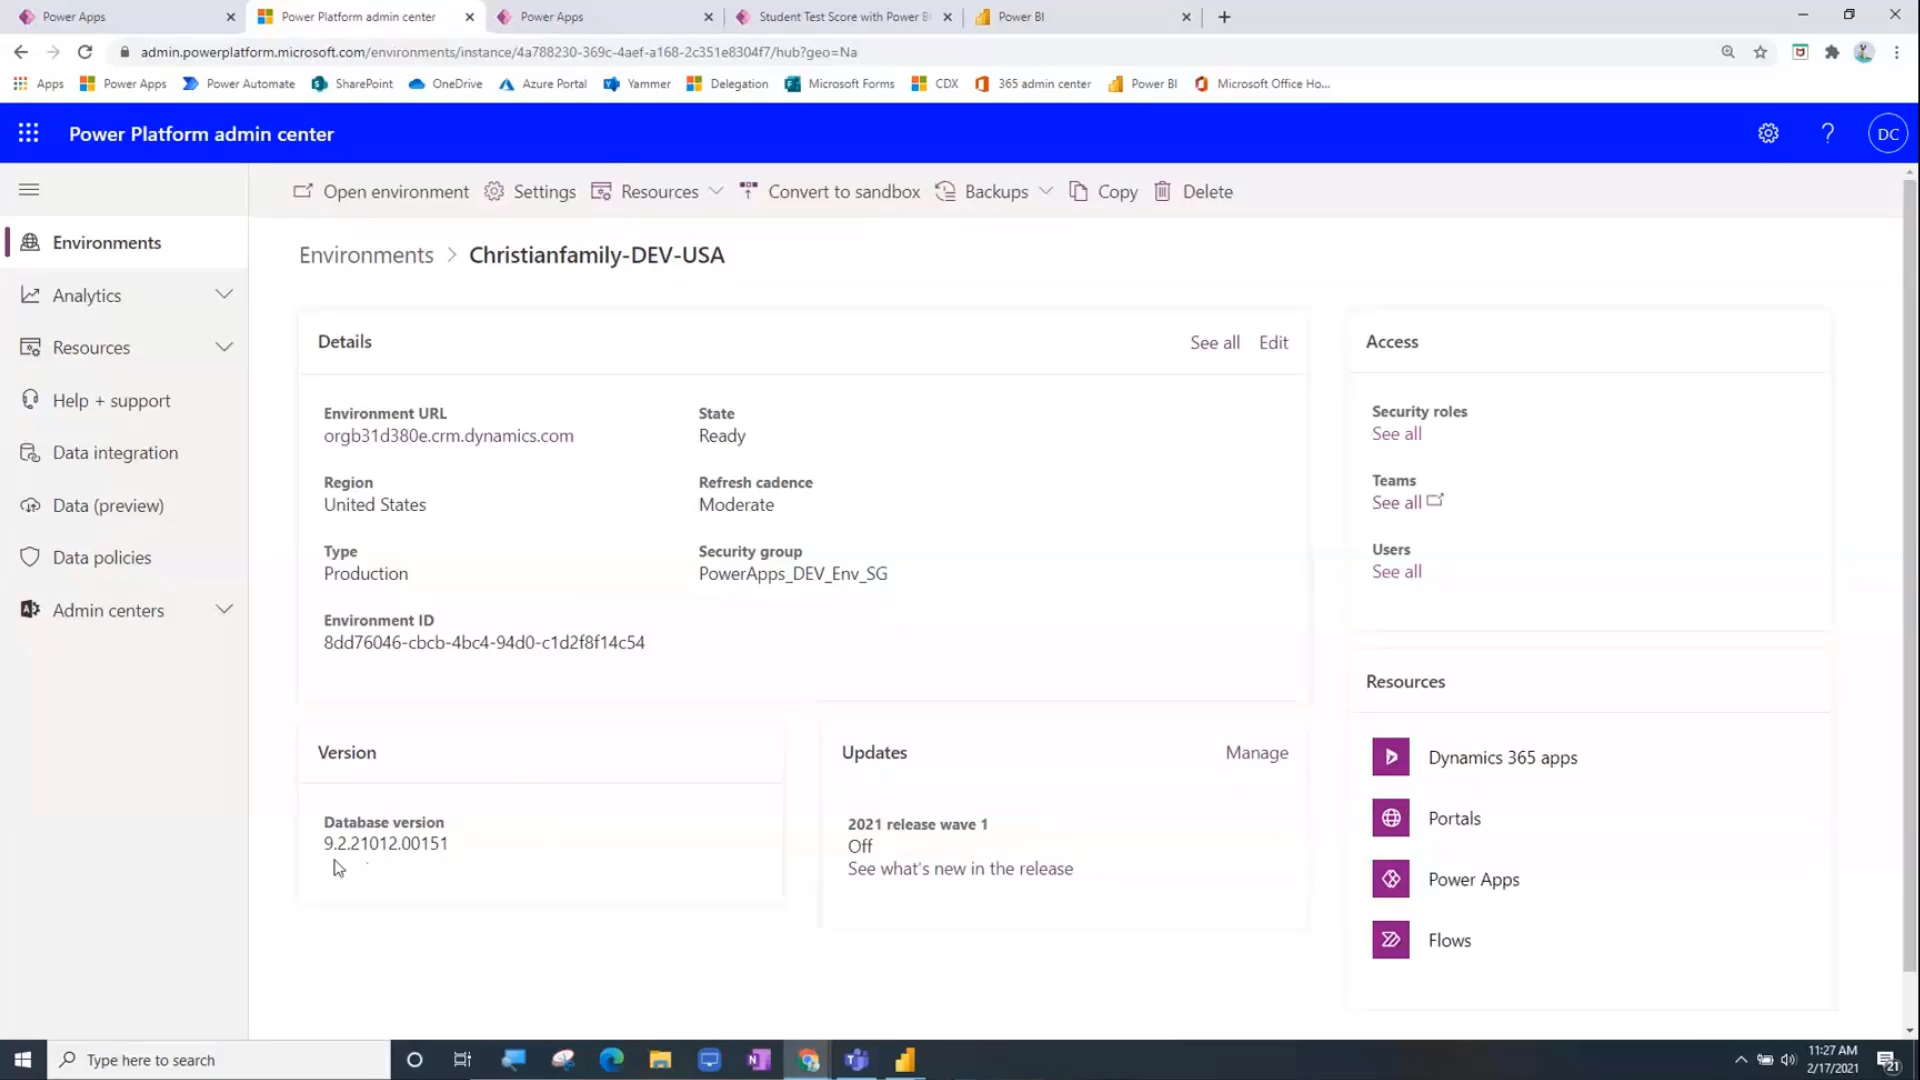 Power Apps
Power Platform admin center
Power Apps
Student Test Score with Power B
Power BI
admin.powerplatform.microsoft.com/environments/instance/4a788230-369c-4aef-a168-2c351e8304f7/hub?geo=Na
Apps Power Apps Power Automate SharePoint OneDrive Azure Portal Yammer Delegation Microsoft Forms CDX 365 admin center Power BI Microsoft Office Ho...
Power Platform admin center
? DC
Open environment Settings Resources Convert to sandbox Backups Copy Delete
Environments
Analytics
Resources
Help + support
Data integration
Data (preview)
Data policies
Admin centers
Environments > Christianfamily-DEV-USA
Details See all Edit
Environment URL
orgb31d380e.crm.dynamics.com
State
Ready
Region
United States
Refresh cadence
Moderate
Type
Production
Security group
PowerApps_DEV_Env_SG
Environment ID
8dd76046-cbcb-4bc4-94d0-c1d2f8f14c54
Access
Security roles
See all
Teams
See all
Users
See all
Version
Database version
9.2.21012.00151
Updates Manage
2021 release wave 1
Off
See what's new in the release
Resources
Dynamics 365 apps
Portals
Power Apps
Flows
Type here to search
11:27 AM
2/17/2021
21